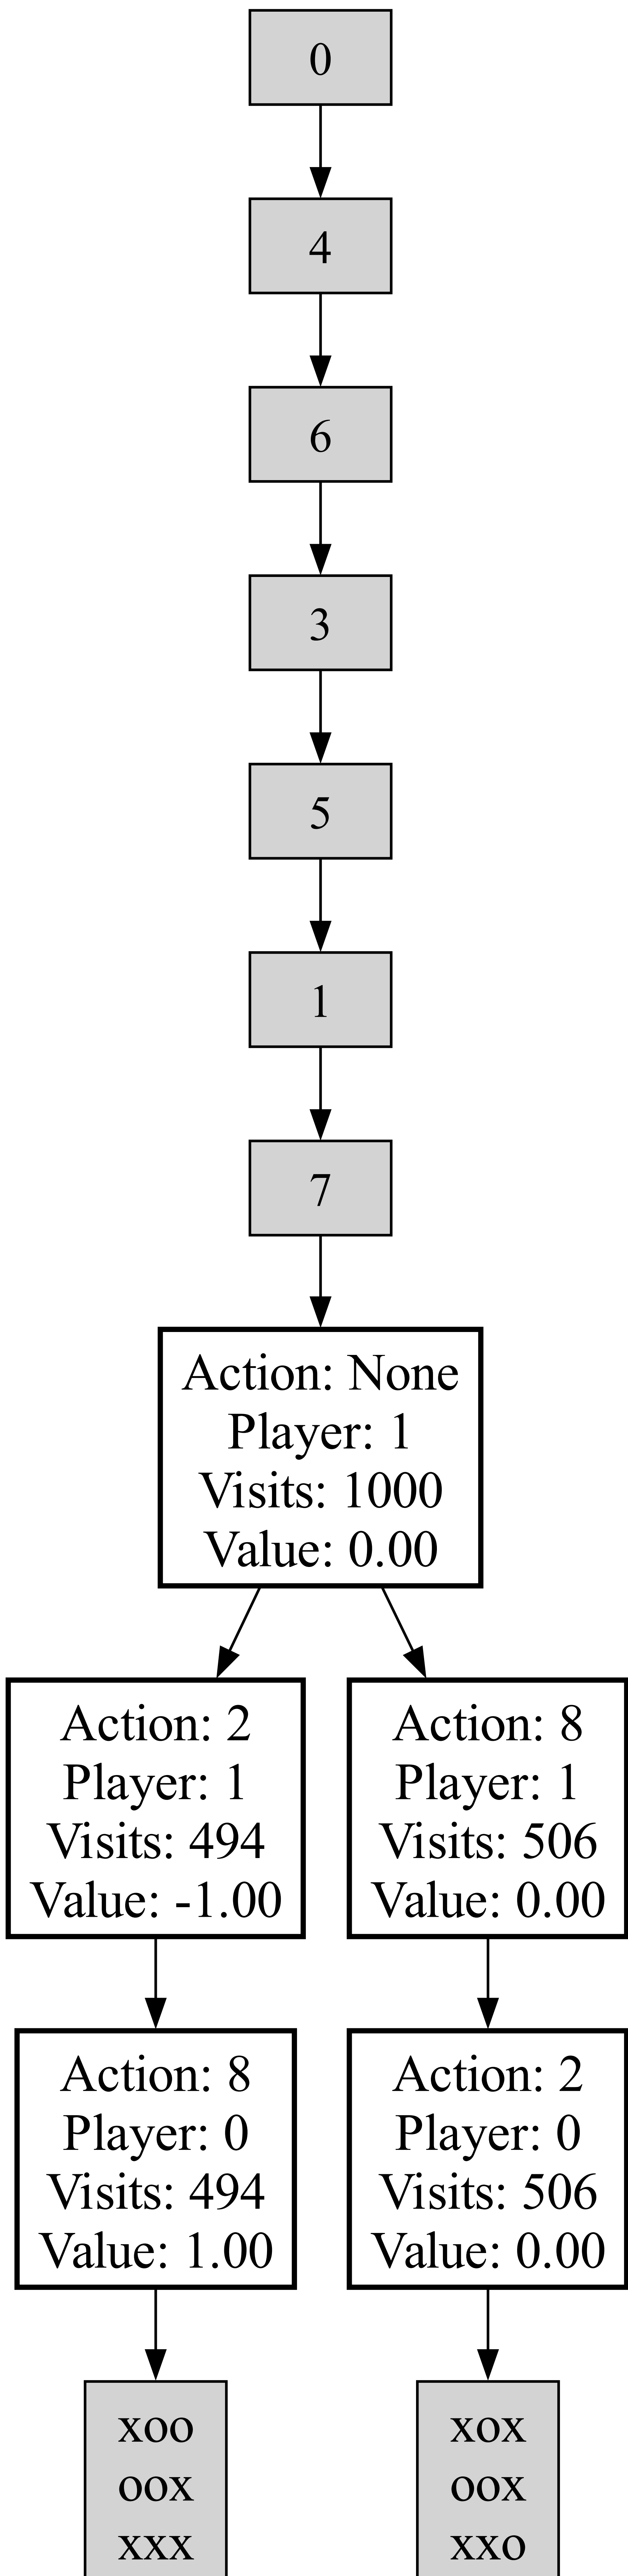 0
4
6
3
5
1
7
Action: None
Player: 1
Visits: 1000
Value: 0.00
Action: 2
Player: 1
Visits: 494
Value: -1.00
Action: 8
Player: 1
Visits: 506
Value: 0.00
Action: 8
Player: 0
Visits: 494
Value: 1.00
Action: 2
Player: 0
Visits: 506
Value: 0.00
xoo
oox
xxx
xox
oox
xxo